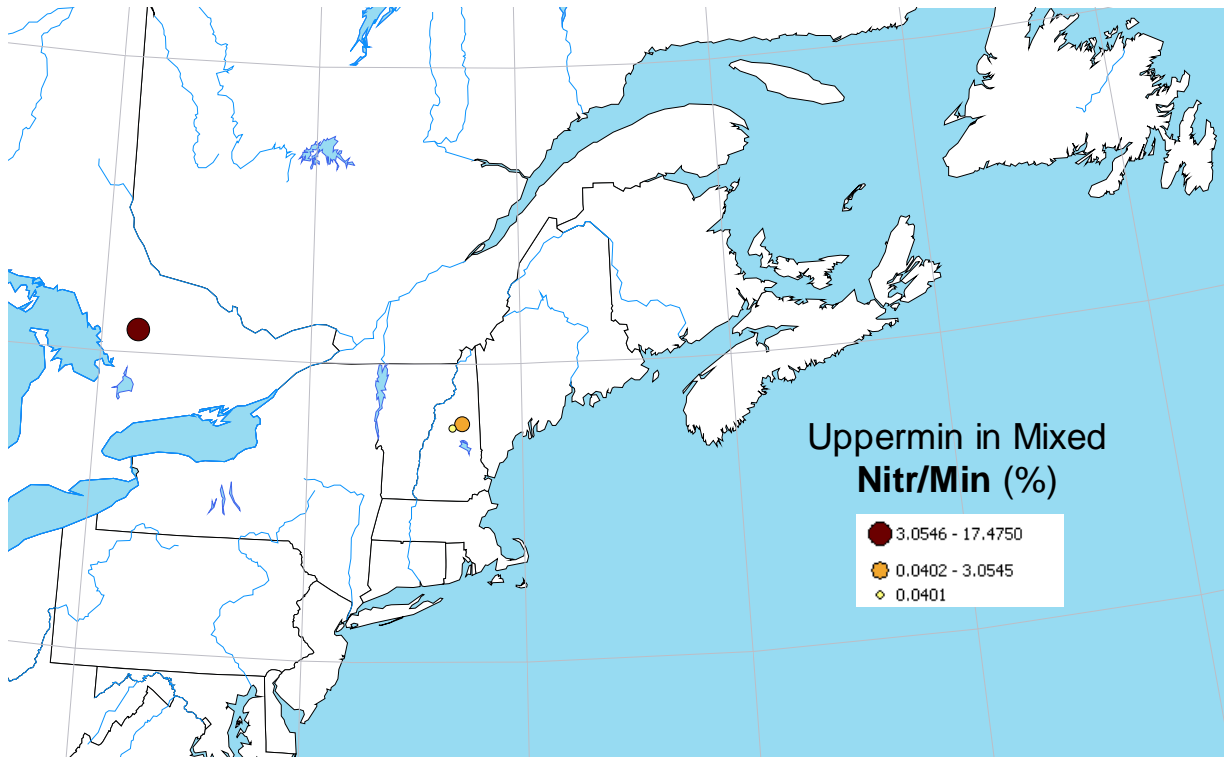 Uppermin in Mixed
Nitr/Min (%)
3.0546 - 17.4750
0.0402 - 3.0545
0.0401